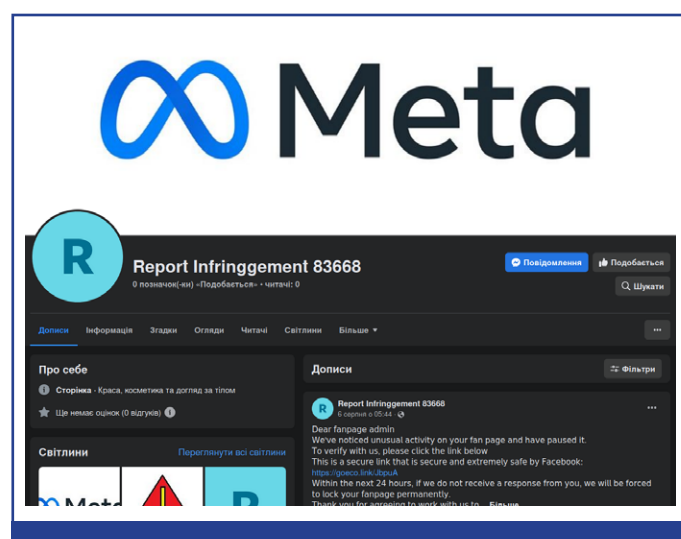 Meta
R
Report Infringgement 83668
0 позначок(-ки) «Подобається» • читачі: 0
Повідомлення
Подобається
Шукати
Дописи Інформація Згадки Огляди Читачі Світлини Більше
Про себе
Сторінка · Краса, косметика та догляд за тілом
Ще немає оцінок (0 відгуків)
Світлини Переглянути всі світлини
Meta
R
Дописи
Фільтри
R
Report Infringgement 83668
6 серпня о 05:44 ·
Dear fanpage admin
We've noticed unusual activity on your fan page and have paused it.
To verify with us, please click the link below
This is a secure link that is secure and extremely safe by Facebook:
https://goeco.link/JbpuA
Within the next 24 hours, if we do not receive a response from you, we will be forced
to lock your fanpage permanently.
Thank you for agreeing to work with us to... Більше